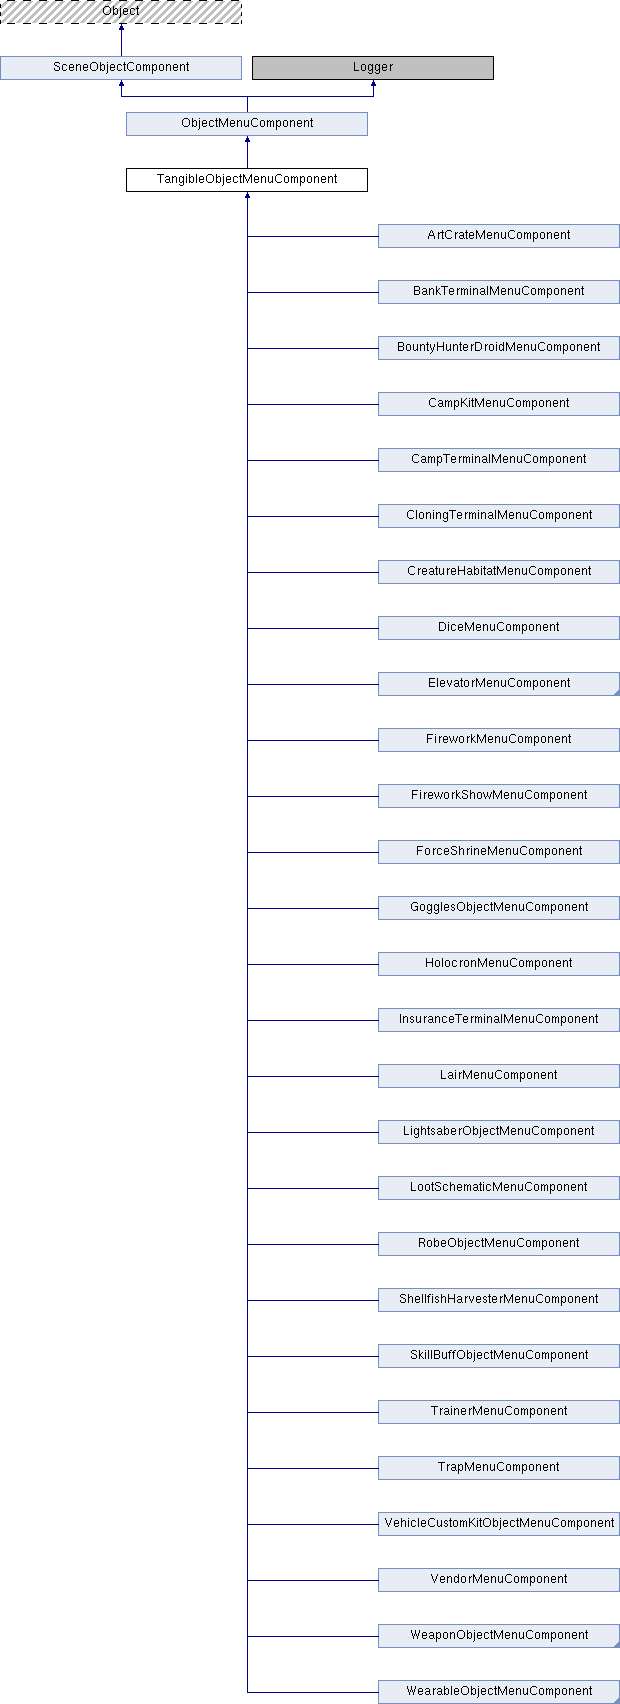 Object
SceneObjectComponent
Logger
ObjectMenuComponent
TangibleObjectMenuComponent
ArtCrateMenuComponent
BankTerminalMenuComponent
BountyHunterDroidMenuComponent
CampKitMenuComponent
CampTerminalMenuComponent
CloningTerminalMenuComponent
CreatureHabitatMenuComponent
DiceMenuComponent
ElevatorMenuComponent
FireworkMenuComponent
FireworkShowMenuComponent
ForceShrineMenuComponent
GogglesObjectMenuComponent
HolocronMenuComponent
InsuranceTerminalMenuComponent
LairMenuComponent
LightsaberObjectMenuComponent
LootSchematicMenuComponent
RobeObjectMenuComponent
ShellfishHarvesterMenuComponent
SkillBuffObjectMenuComponent
TrainerMenuComponent
TrapMenuComponent
VehicleCustomKitObjectMenuComponent
VendorMenuComponent
WeaponObjectMenuComponent
WearableObjectMenuComponent